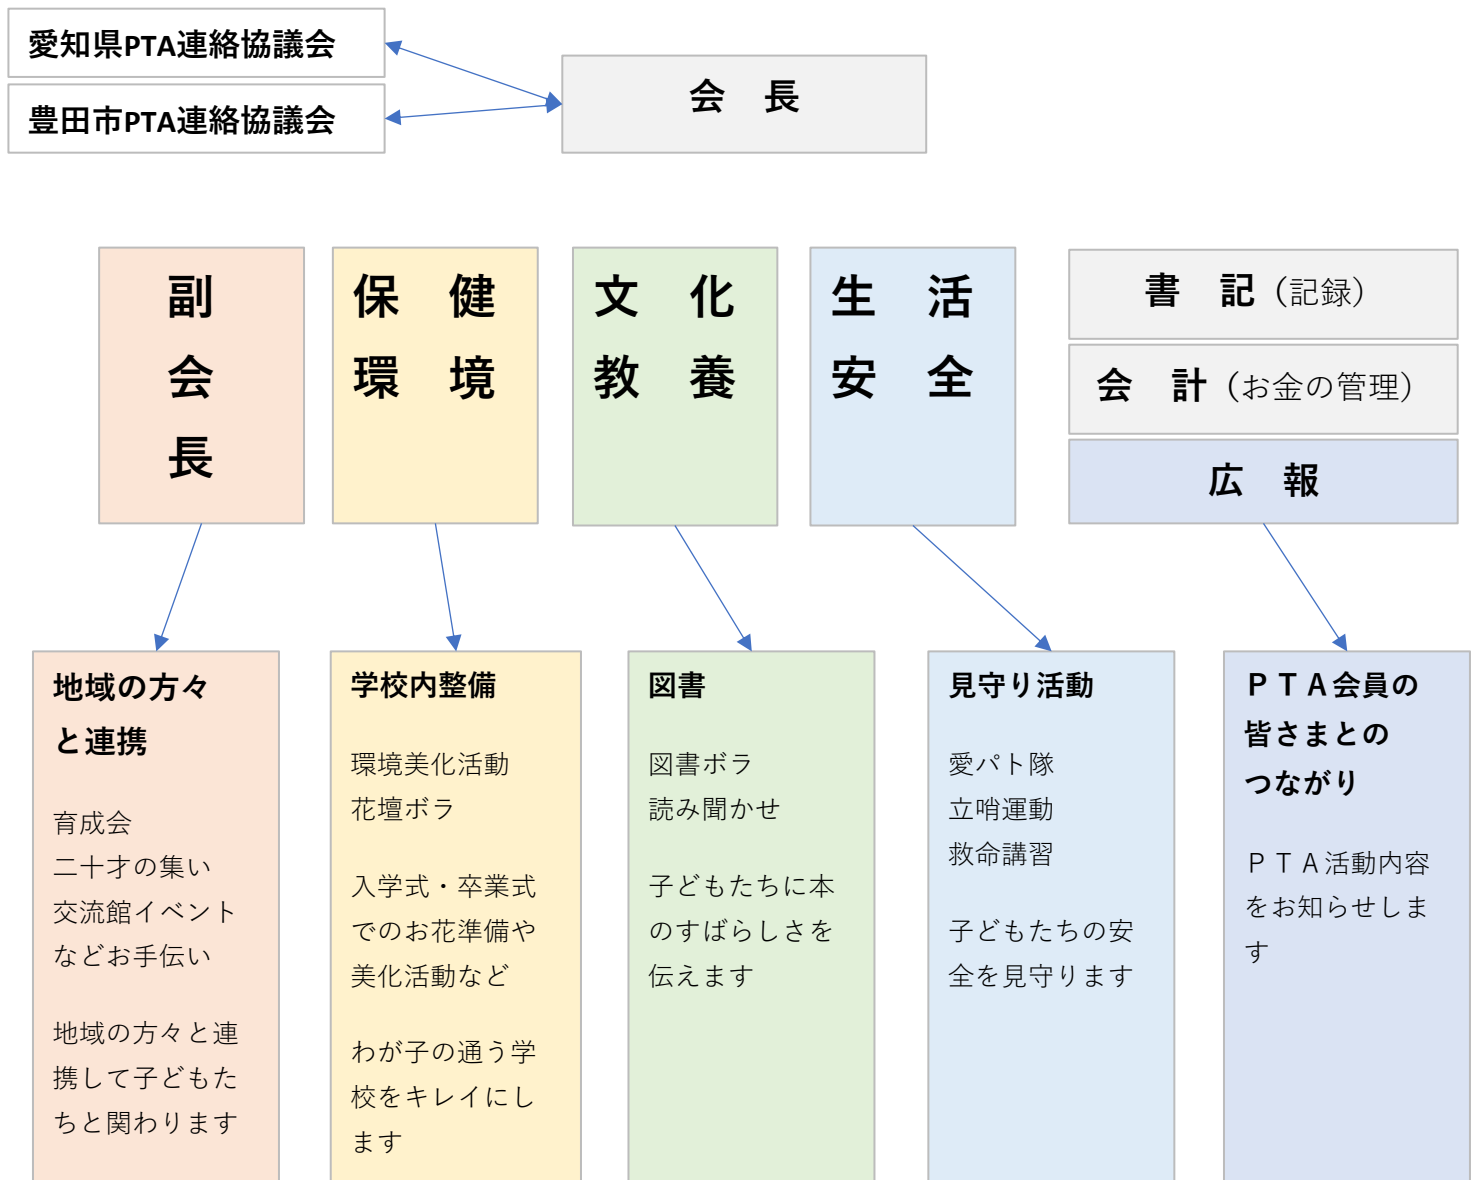 愛知県PTA連絡協議会
豊田市PTA連絡協議会
会　長
副
会
長
保　健
環　境
文　化
教　養
生　活
安　全
書　記（記録）
会　計（お金の管理）
広　報
地域の方々
と連携
育成会
二十才の集い
交流館イベント
などお手伝い
地域の方々と連
携して子どもた
ちと関わります
学校内整備
環境美化活動
花壇ボラ
入学式・卒業式
でのお花準備や
美化活動など
わが子の通う学
校をキレイにし
ます
図書
図書ボラ
読み聞かせ
子どもたちに本
のすばらしさを
伝えます
見守り活動
愛パト隊
立哨運動
救命講習
子どもたちの安
全を見守ります
ＰＴＡ会員の
皆さまとの
つながり
ＰＴＡ活動内容
をお知らせしま
す